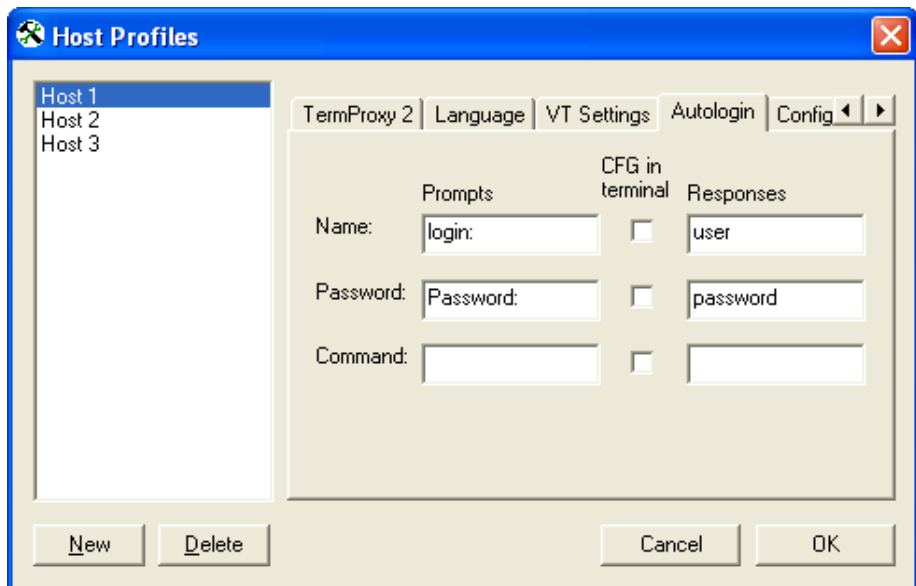 Host Profiles
Host 1
Host 2
Host 3
TermProxy 2 Language VT Settings Autologin Config
CFG in
Prompts terminal Responses
Name: login: user
Password: Password: password
Command:
New Delete Cancel OK